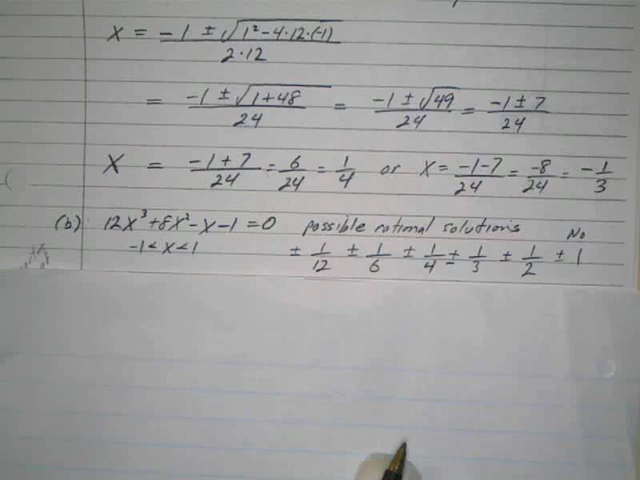 x = -1 ± √(1² - 4·12·(-1)) / 2·12
= -1 ± √(1+48) / 24 = -1 ± √49 / 24 = -1 ± 7 / 24
X = -1+7 / 24 = 6/24 = 1/4 or x = -1-7 / 24 = -8/24 = -1/3
(b) 12x³+8x²-x-1=0 possible rational solutions No
-1<x<1 ± 1/12 ± 1/6 ± 1/4 ± 1/3 ± 1/2 ± 1